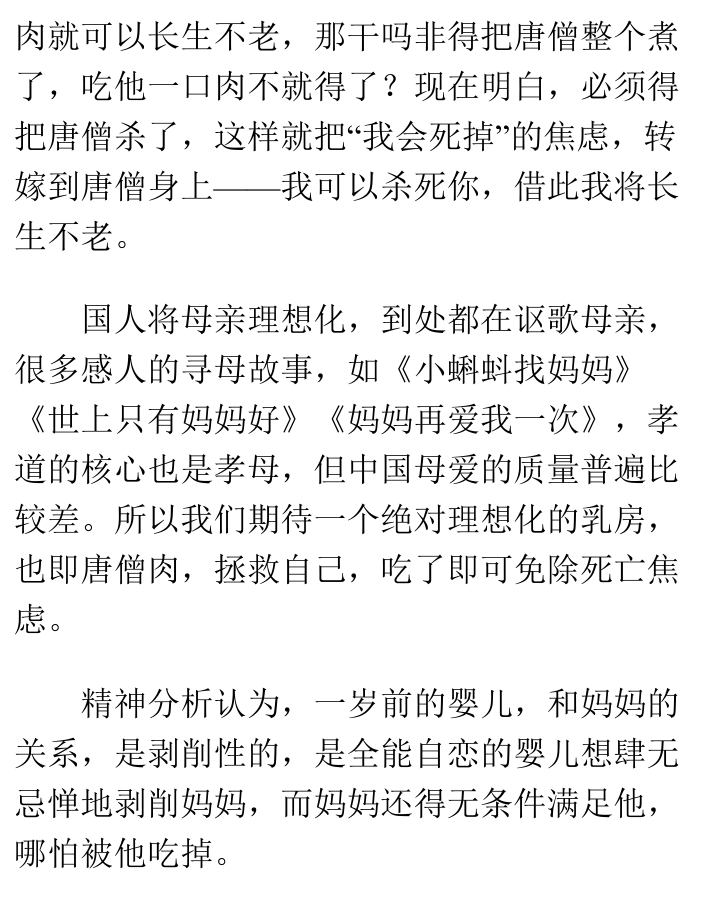 肉就可以长生不老，那干吗非得把唐僧整个煮
了，吃他一口肉不就得了？现在明白，必须得
把唐僧杀了，这样就把“我会死掉”的焦虑，转
嫁到唐僧身上——我可以杀死你，借此我将长
生不老。
国人将母亲理想化，到处都在讴歌母亲，
很多感人的寻母故事，如《小蝌蚪找妈妈》
《世上只有妈妈好》《妈妈再爱我一次》，孝
道的核心也是孝母，但中国母爱的质量普遍比
较差。所以我们期待一个绝对理想化的乳房，
也即唐僧肉，拯救自己，吃了即可免除死亡焦
虑。
精神分析认为，一岁前的婴儿，和妈妈的
关系，是剥削性的，是全能自恋的婴儿想肆无
忌惮地剥削妈妈，而妈妈还得无条件满足他，
哪怕被他吃掉。